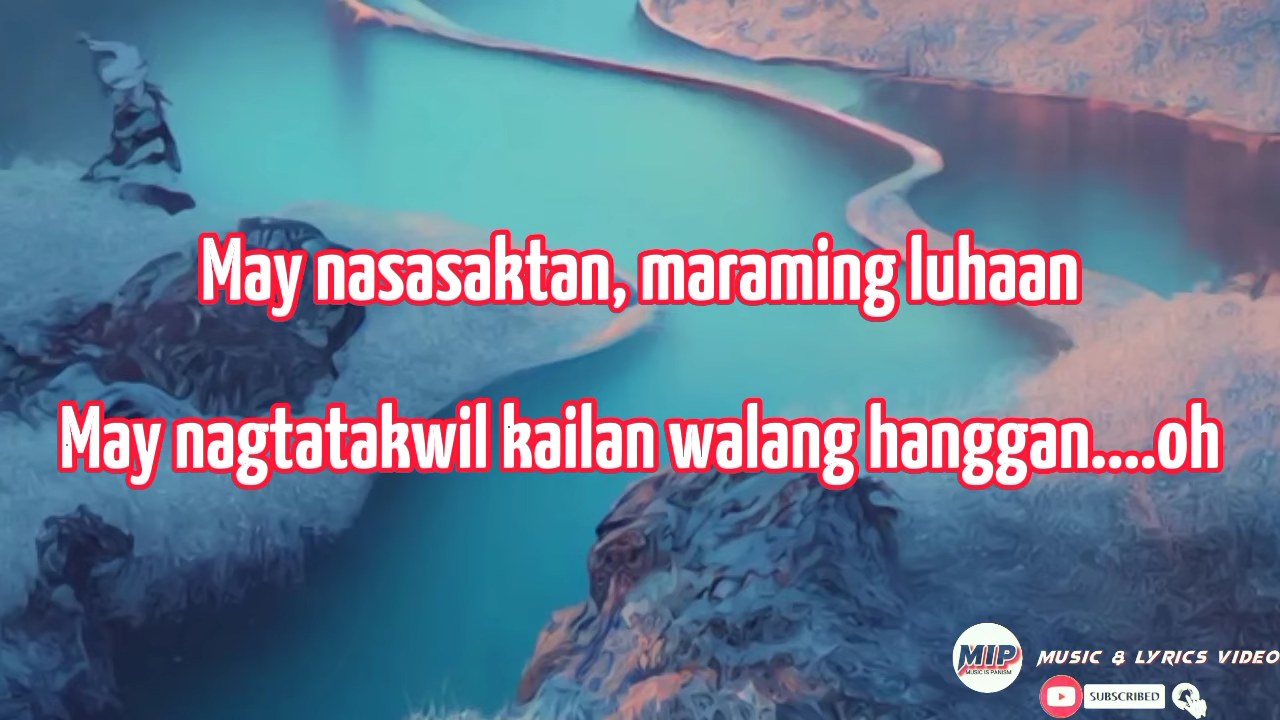 May nasasaktan, maraming luhaan
May nagtatakwil kailan walang hanggan....oh
MIP
MUSIC IS PANISM
MUSIC & LYRICS VIDEO
SUBSCRIBED